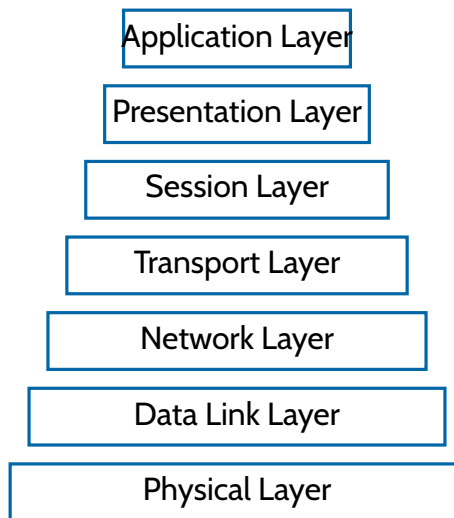 Application Layer
Presentation Layer
Session Layer
Transport Layer
Network Layer
Data Link Layer
Physical Layer